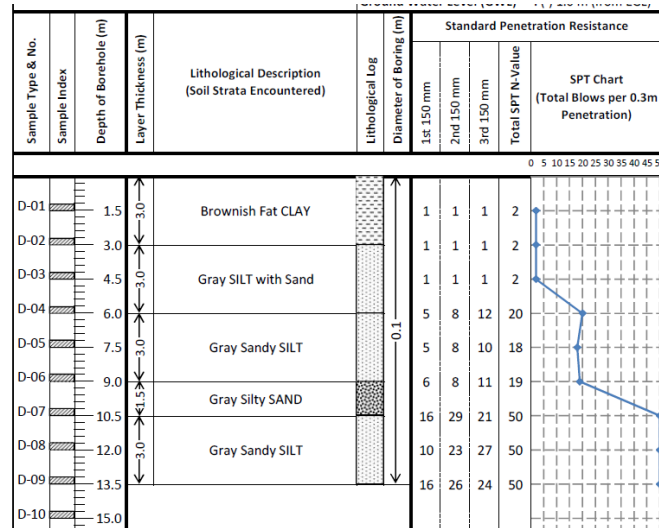 Standard Penetration Resistance
Sample Type & No.
Sample Index
Depth of Borehole (m)
Layer Thickness (m)
Lithological Description
(Soil Strata Encountered)
Lithological Log
Diameter of Boring (m)
1st 150 mm
2nd 150 mm
3rd 150 mm
Total SPT N-Value
SPT Chart
(Total Blows per 0.3m
Penetration)
0 5 10 15 20 25 30 35 40 45
D-01 1.5 3.0 Brownish Fat CLAY 1 1 1 2
D-02 3.0 1 1 1 2
D-03 4.5 3.0 Gray SILT with Sand 1 1 1 2
D-04 6.0 5 8 12 20
0.1
D-05 7.5 3.0 Gray Sandy SILT 5 8 10 18
D-06 9.0 6 8 11 19
1.5 Gray Silty SAND
D-07 10.5 16 29 21 50
D-08 12.0 3.0 Gray Sandy SILT 10 23 27 50
D-09 13.5 16 26 24 50
D-10 15.0